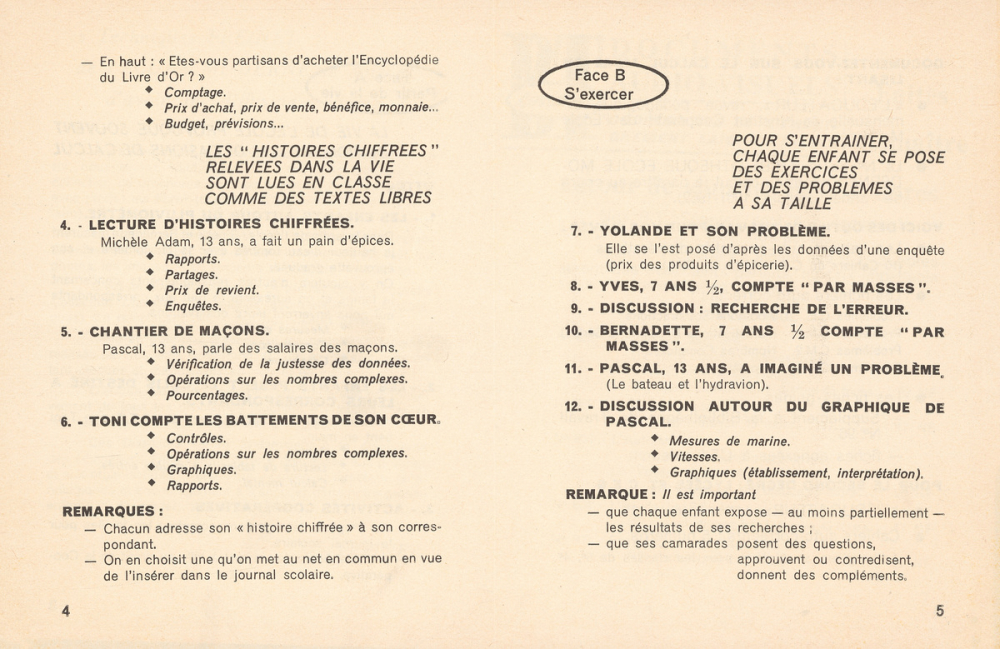 — En haut : « Etes-vous partisans d'acheter l'Encyclopédie
du Livre d'Or ? »
◆ Comptage.
◆ Prix d'achat, prix de vente, bénéfice, monnaie...
◆ Budget, prévisions...
LES " HISTOIRES CHIFFREES "
RELEVEES DANS LA VIE
SONT LUES EN CLASSE
COMME DES TEXTES LIBRES
4. - LECTURE D'HISTOIRES CHIFFRÉES.
Michèle Adam, 13 ans, a fait un pain d'épices.
◆ Rapports.
◆ Partages.
◆ Prix de revient.
◆ Enquêtes.
5. - CHANTIER DE MAÇONS.
Pascal, 13 ans, parle des salaires des maçons.
◆ Vérification de la justesse des données.
◆ Opérations sur les nombres complexes.
◆ Pourcentages.
6. - TONI COMPTE LES BATTEMENTS DE SON CŒUR.
◆ Contrôles.
◆ Opérations sur les nombres complexes.
◆ Graphiques.
◆ Rapports.
REMARQUES :
— Chacun adresse son « histoire chiffrée » à son corres-
pondant.
— On en choisit une qu'on met au net en commun en vue
de l'insérer dans le journal scolaire.
4
Face B
S'exercer
POUR S'ENTRAINER,
CHAQUE ENFANT SE POSE
DES EXERCICES
ET DES PROBLEMES
A SA TAILLE
7. - YOLANDE ET SON PROBLÈME.
Elle se l'est posé d'après les données d'une enquête
(prix des produits d'épicerie).
8. - YVES, 7 ANS ½, COMPTE " PAR MASSES ".
9. - DISCUSSION : RECHERCHE DE L'ERREUR.
10. - BERNADETTE, 7 ANS ½ COMPTE " PAR
MASSES ".
11. - PASCAL, 13 ANS, A IMAGINÉ UN PROBLÈME.
(Le bateau et l'hydravion).
12. - DISCUSSION AUTOUR DU GRAPHIQUE DE
PASCAL.
◆ Mesures de marine.
◆ Vitesses.
◆ Graphiques (établissement, interprétation).
REMARQUE : Il est important
— que chaque enfant expose — au moins partiellement —
les résultats de ses recherches ;
— que ses camarades posent des questions,
approuvent ou contredisent,
donnent des compléments.
5